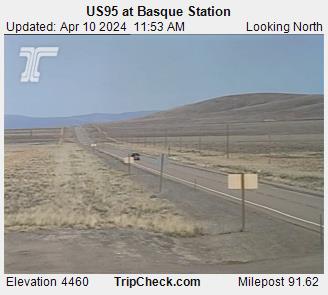 US95 at Basque Station
Updated: Apr 10 2024 11:53 AM Looking North
Elevation 4460 TripCheck.com Milepost 91.62